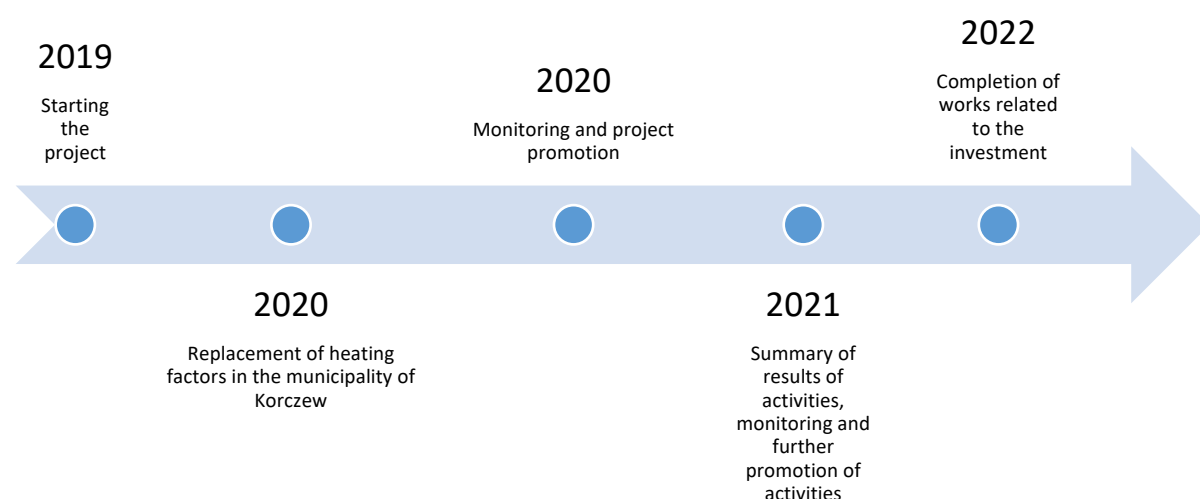 2019
Starting
the
project
2020
Replacement of heating
factors in the municipality of
Korczew
2020
Monitoring and project
promotion
2021
Summary of
results of
activities,
monitoring and
further
promotion of
activities
2022
Completion of
works related
to the
investment